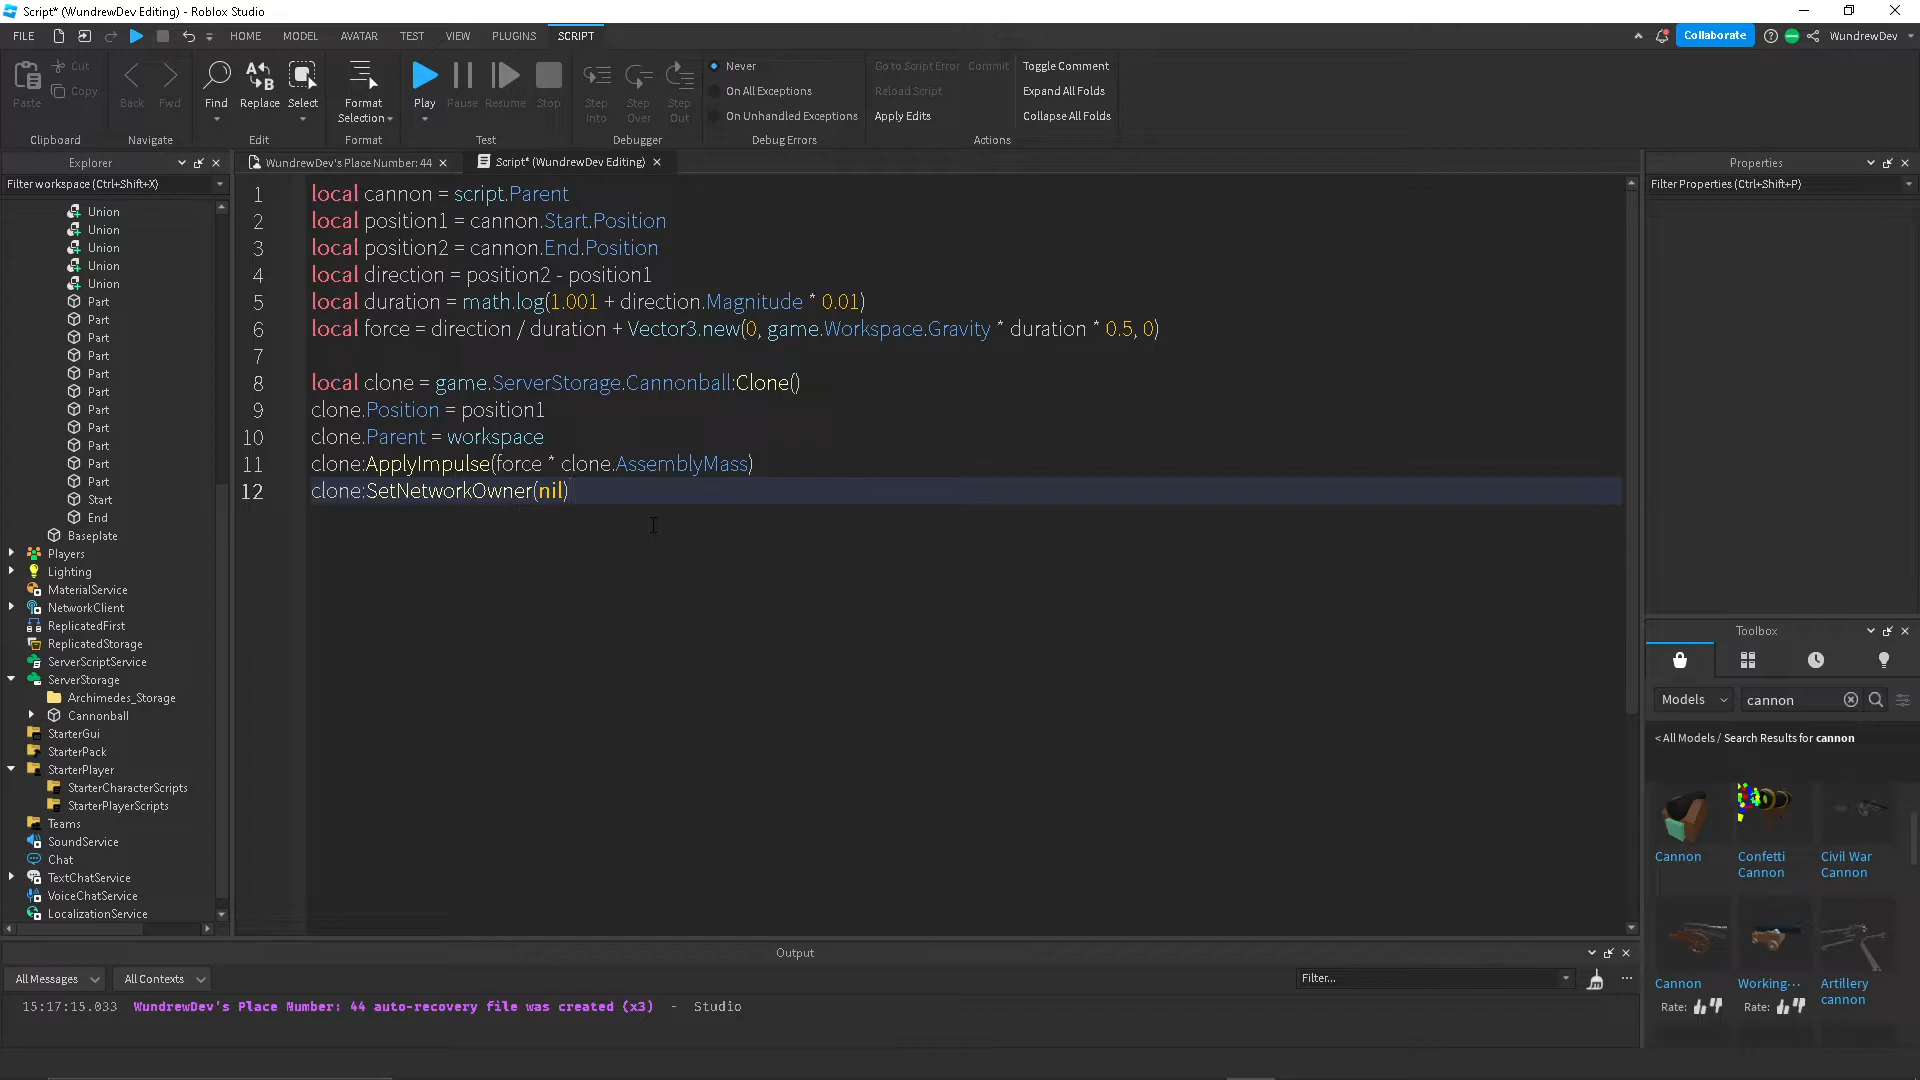 Script* (WundrewDev Editing) - Roblox Studio
FILE HOME MODEL AVATAR TEST VIEW PLUGINS SCRIPT Collaborate WundrewDev
Paste Cut Copy
Clipboard
Back Fwd
Navigate
Find Replace Select
Edit
Format Selection
Format
Play Pause Resume Stop
Test
Step Into Step Over Step Out
Debugger
Never
On All Exceptions
On Unhandled Exceptions
Debug Errors
Go to Script Error Commit
Reload Script
Apply Edits
Toggle Comment
Expand All Folds
Collapse All Folds
Actions
Explorer
Filter workspace (Ctrl+Shift+X)
Union
Union
Union
Union
Union
Part
Part
Part
Part
Part
Part
Part
Part
Part
Part
Part
Start
End
Baseplate
Players
Lighting
MaterialService
NetworkClient
ReplicatedFirst
ReplicatedStorage
ServerScriptService
ServerStorage
Archimedes_Storage
Cannonball
StarterGui
StarterPack
StarterPlayer
StarterCharacterScripts
StarterPlayerScripts
Teams
SoundService
Chat
TextChatService
VoiceChatService
LocalizationService
WundrewDev's Place Number: 44 Script* (WundrewDev Editing)
1 local cannon = script.Parent
2 local position1 = cannon.Start.Position
3 local position2 = cannon.End.Position
4 local direction = position2 - position1
5 local duration = math.log(1.001 + direction.Magnitude * 0.01)
6 local force = direction / duration + Vector3.new(0, game.Workspace.Gravity * duration * 0.5, 0)
7
8 local clone = game.ServerStorage.Cannonball:Clone()
9 clone.Position = position1
10 clone.Parent = workspace
11 clone:ApplyImpulse(force * clone.AssemblyMass)
12 clone:SetNetworkOwner(nil)
Properties
Filter Properties (Ctrl+Shift+P)
Toolbox
Models cannon
< All Models / Search Results for cannon
Cannon
Confetti Cannon
Civil War Cannon
Cannon
Working...
Artillery cannon
Rate: Rate:
Output
All Messages All Contexts Filter...
15:17:15.033 WundrewDev's Place Number: 44 auto-recovery file was created (x3) - Studio